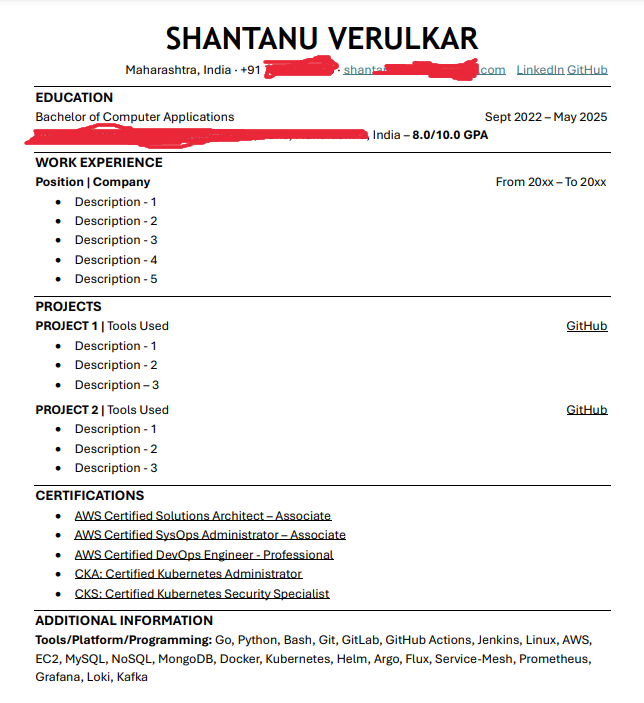 SHANTANU VERULKAR
Maharashtra, India · +91 · shanta .com LinkedIn GitHub
EDUCATION
Bachelor of Computer Applications Sept 2022 – May 2025
, India – 8.0/10.0 GPA
WORK EXPERIENCE
Position | Company From 20xx – To 20xx
• Description - 1
• Description - 2
• Description - 3
• Description - 4
• Description - 5
PROJECTS
PROJECT 1 | Tools Used GitHub
• Description - 1
• Description - 2
• Description – 3
PROJECT 2 | Tools Used GitHub
• Description - 1
• Description - 2
• Description - 3
CERTIFICATIONS
• AWS Certified Solutions Architect – Associate
• AWS Certified SysOps Administrator – Associate
• AWS Certified DevOps Engineer - Professional
• CKA: Certified Kubernetes Administrator
• CKS: Certified Kubernetes Security Specialist
ADDITIONAL INFORMATION
Tools/Platform/Programming: Go, Python, Bash, Git, GitLab, GitHub Actions, Jenkins, Linux, AWS,
EC2, MySQL, NoSQL, MongoDB, Docker, Kubernetes, Helm, Argo, Flux, Service-Mesh, Prometheus,
Grafana, Loki, Kafka